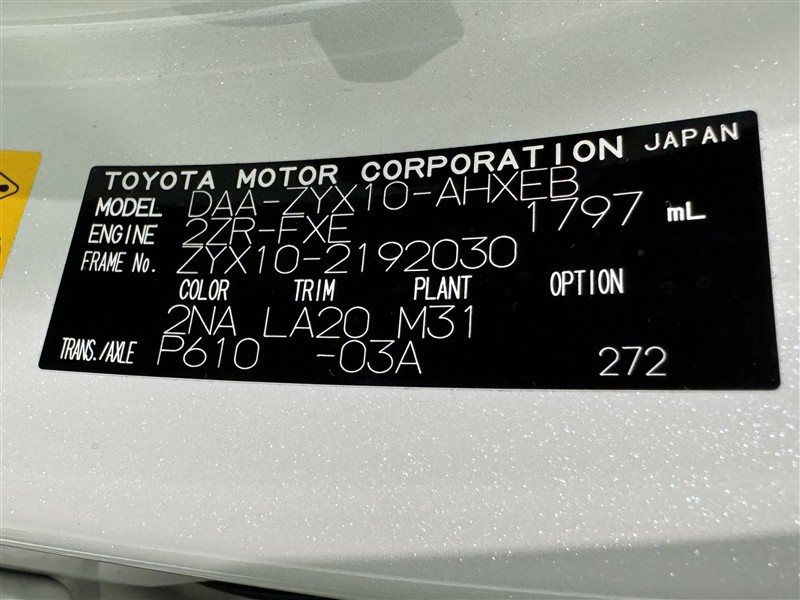 TOYOTA MOTOR CORPORATION JAPAN
MODEL DAA-ZYX10-AHXEB
ENGINE 2ZR-FXE 1797 mL
FRAME No. ZYX10-2192030
COLOR TRIM PLANT OPTION
2NA LA20 M31
TRANS./AXLE P610 -03A 272